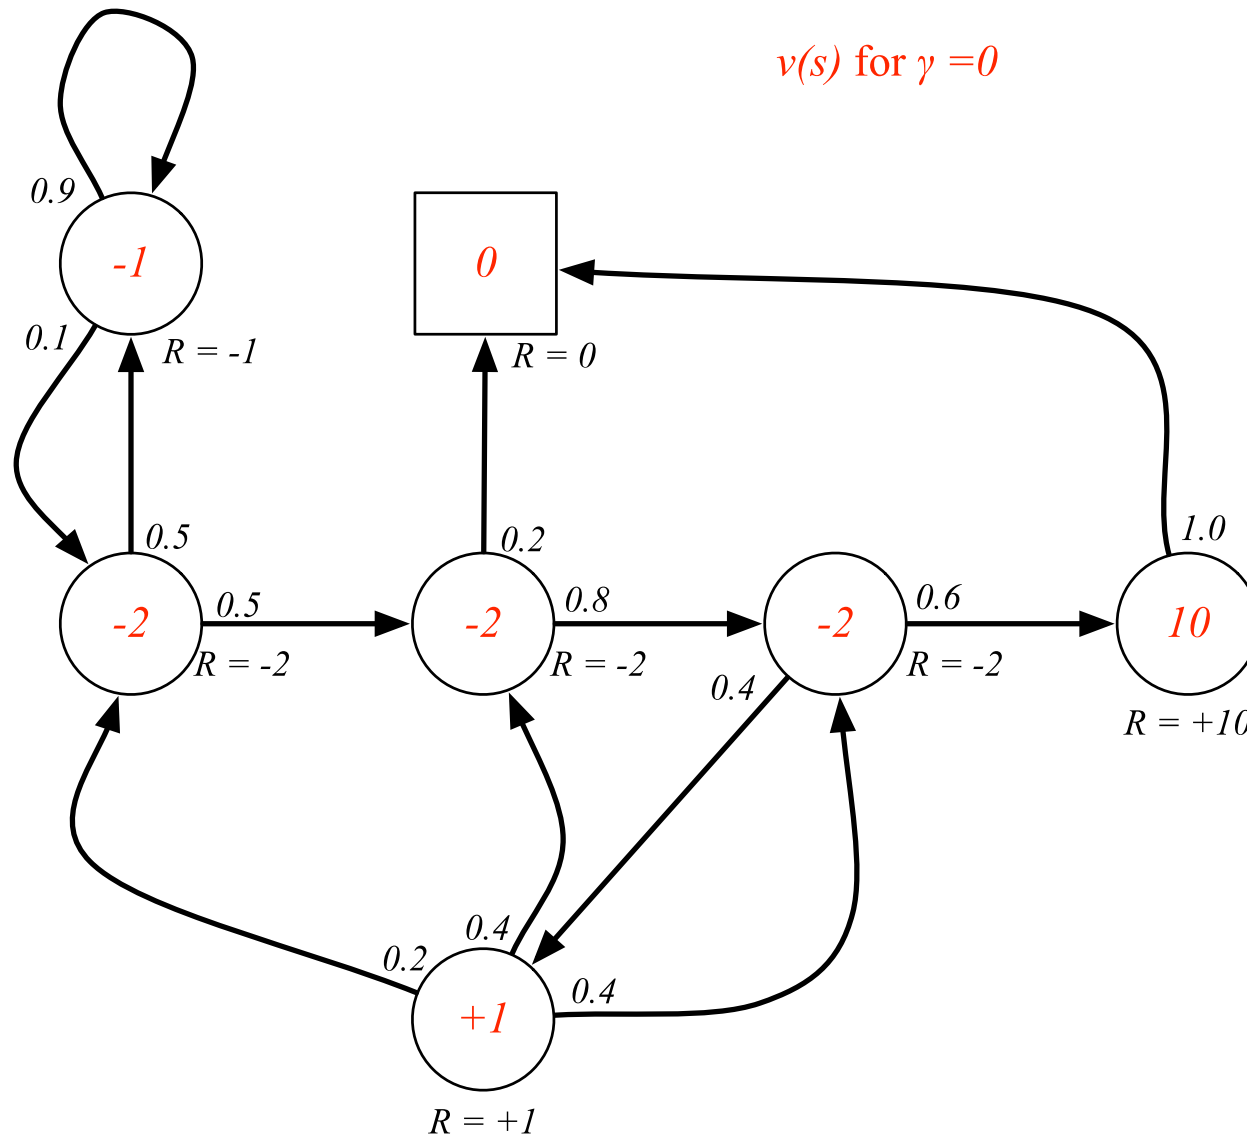 v(s) for γ =0
0.9
-1
0
0.1
R = -1
R = 0
0.5
0.2
1.0
0.5
0.8
0.6
-2
-2
-2
10
R = -2
R = -2
R = -2
0.4
R = +10
0.4
0.2
0.4
+1
R = +1